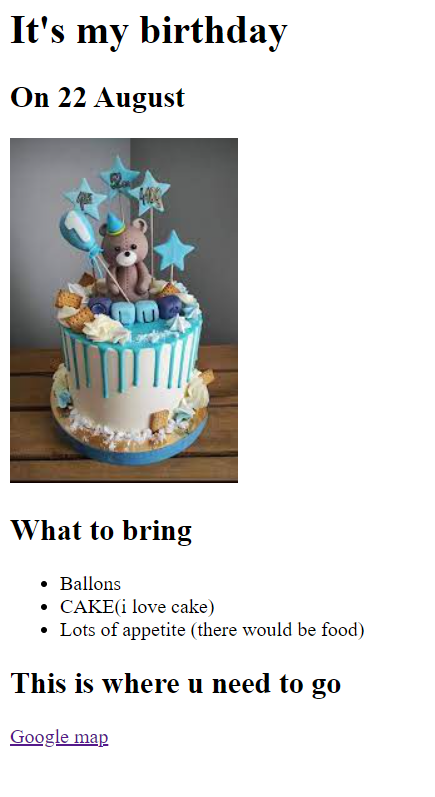 It's my birthday
On 22 August
1
What to bring
Ballons
CAKE(i love cake)
Lots of appetite (there would be food)
This is where u need to go
Google map